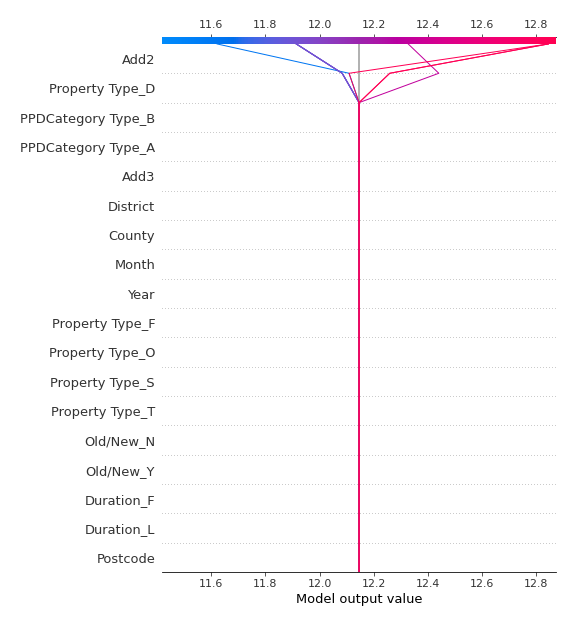 11.6 11.8 12.0 12.2 12.4 12.6 12.8
Add2
Property Type_D
PPDCategory Type_B
PPDCategory Type_A
Add3
District
County
Month
Year
Property Type_F
Property Type_O
Property Type_S
Property Type_T
Old/New_N
Old/New_Y
Duration_F
Duration_L
Postcode
11.6 11.8 12.0 12.2 12.4 12.6 12.8
Model output value